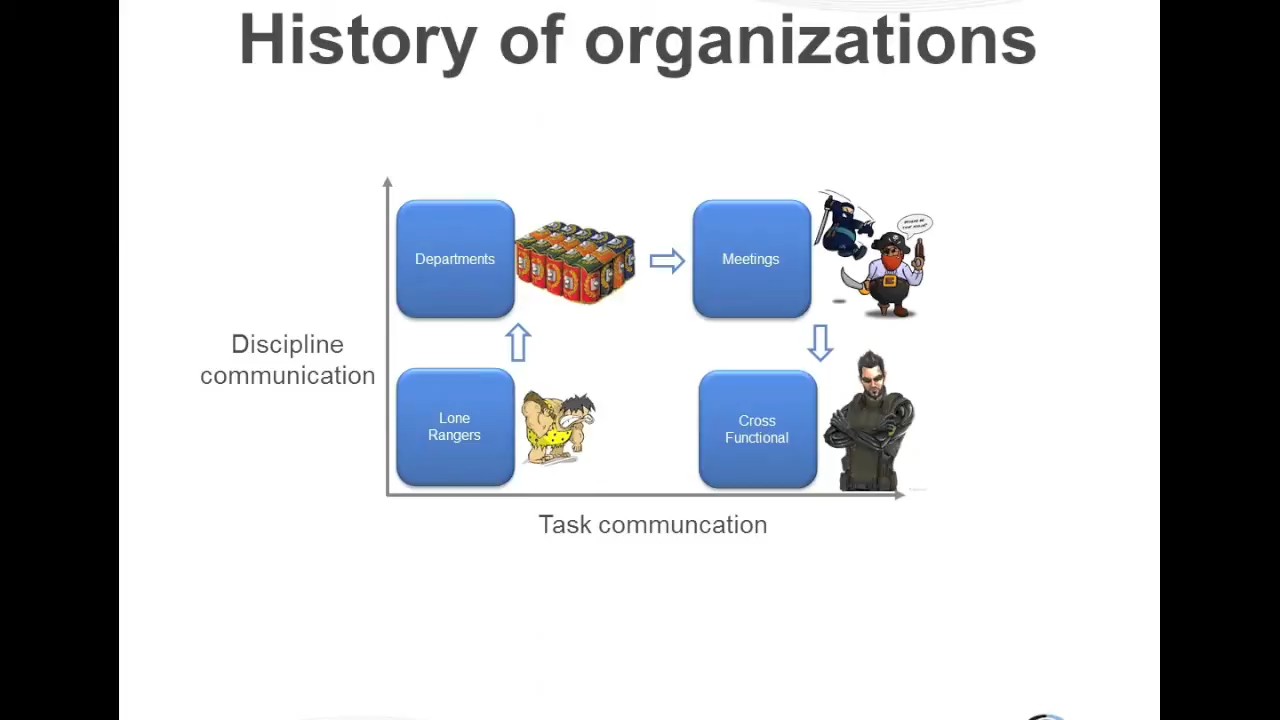 History of organizations
Departments
Meetings
Discipline
communication
Lone
Rangers
Cross
Functional
Task communcation